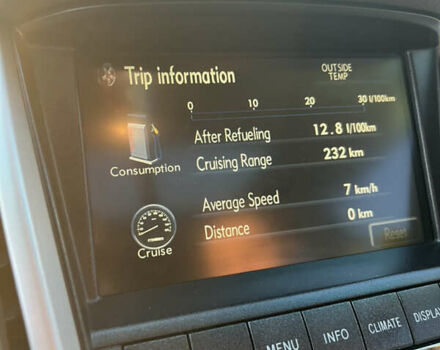 Trip information
OUTSIDE
TEMP
0 10 20 30 l/100km
After Refueling 12.8 l/100km
Consumption
Cruising Range 232 km
Average Speed 7 km/h
Distance 0 km
Cruise
Reset
MENU INFO CLIMATE DISPLAY